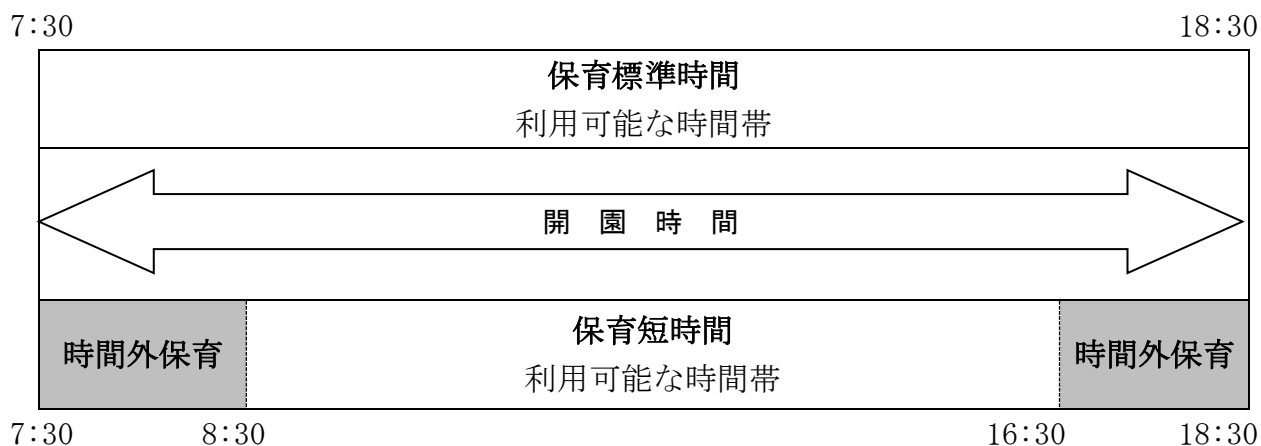 7:30 18:30
保育標準時間
利用可能な時間帯
開 園 時 間
保育短時間
時間外保育 時間外保育
利用可能な時間帯
7:30 8:30 16:30 18:30